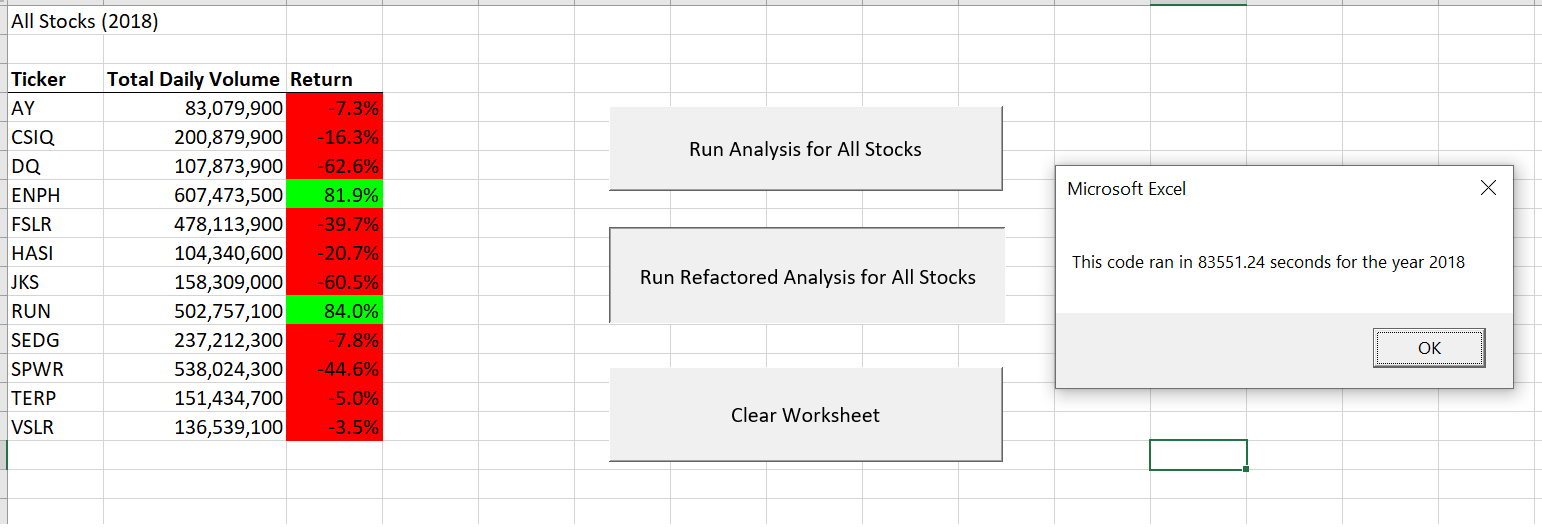 All Stocks (2018)
Ticker Total Daily Volume Return
AY 83,079,900 -7.3%
CSIQ 200,879,900 -16.3%
DQ 107,873,900 -62.6%
ENPH 607,473,500 81.9%
FSLR 478,113,900 -39.7%
HASI 104,340,600 -20.7%
JKS 158,309,000 -60.5%
RUN 502,757,100 84.0%
SEDG 237,212,300 -7.8%
SPWR 538,024,300 -44.6%
TERP 151,434,700 -5.0%
VSLR 136,539,100 -3.5%
Run Analysis for All Stocks
Run Refactored Analysis for All Stocks
Clear Worksheet
Microsoft Excel
This code ran in 83551.24 seconds for the year 2018
OK